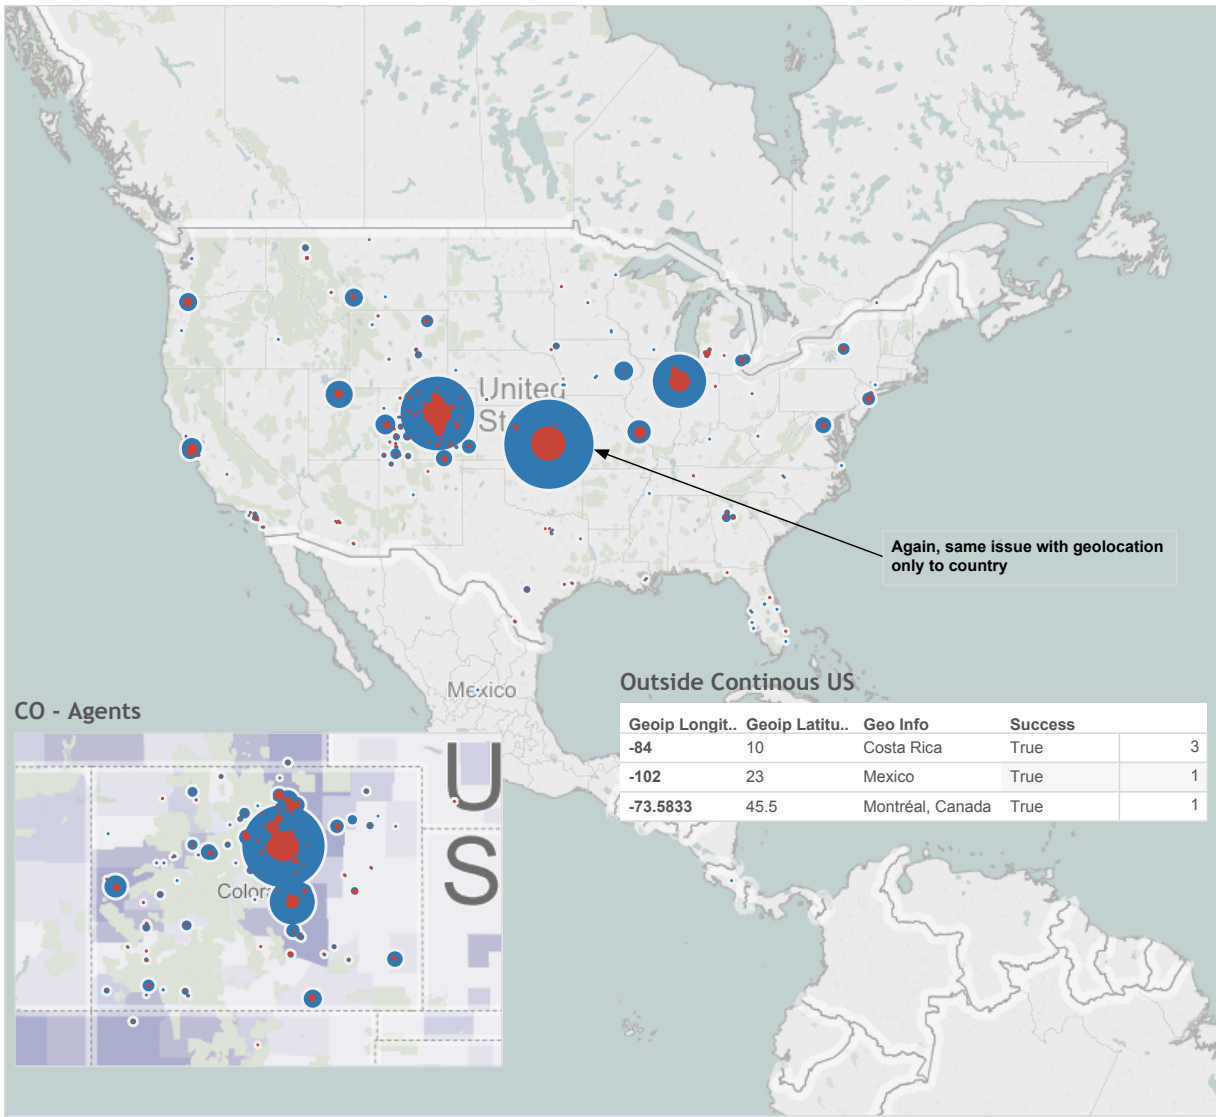 United
St
Again, same issue with geolocation
only to country
Mexico
Outside Continous US
Geoip Longit.. Geoip Latitu.. Geo Info Success
-84 10 Costa Rica True 3
-102 23 Mexico True 1
-73.5833 45.5 Montréal, Canada True 1
CO - Agents
U
S
Colora